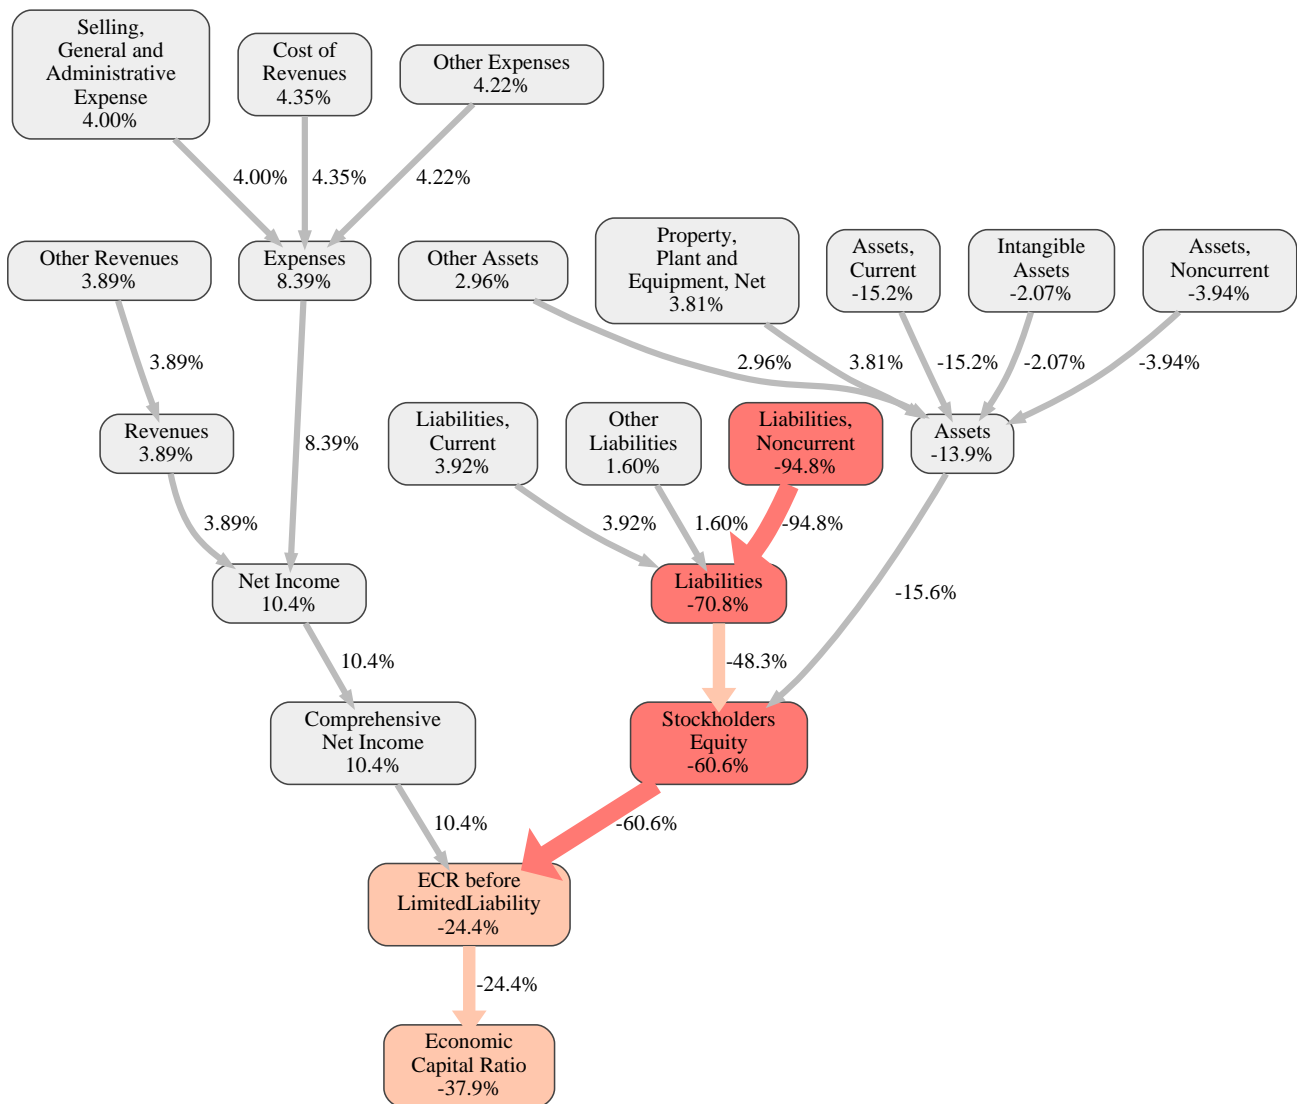 Selling,
General and
Administrative
Expense
4.00%
Cost of
Revenues
4.35%
Other Expenses
4.22%
4.00%
4.35%
4.22%
Other Revenues
3.89%
Expenses
8.39%
Other Assets
2.96%
Property,
Plant and
Equipment, Net
3.81%
Assets,
Current
-15.2%
Intangible
Assets
-2.07%
Assets,
Noncurrent
-3.94%
3.89%
2.96%
3.81%
-15.2%
-2.07%
-3.94%
Revenues
3.89%
8.39%
Liabilities,
Current
3.92%
Other
Liabilities
1.60%
Liabilities,
Noncurrent
-94.8%
Assets
-13.9%
3.89%
3.92%
1.60%
-94.8%
Net Income
10.4%
Liabilities
-70.8%
-15.6%
10.4%
-48.3%
Comprehensive
Net Income
10.4%
Stockholders
Equity
-60.6%
10.4%
-60.6%
ECR before
LimitedLiability
-24.4%
-24.4%
Economic
Capital Ratio
-37.9%